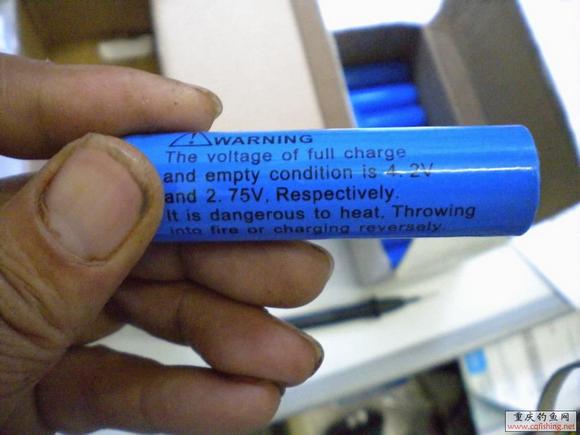 WARNING
The voltage of full charge
and empty condition is 4.2V
and 2.75V, Respectively.
It is dangerous to heat, Throwing
into fire or charging reversely.
重庆钓鱼网
www.cqfishing.net